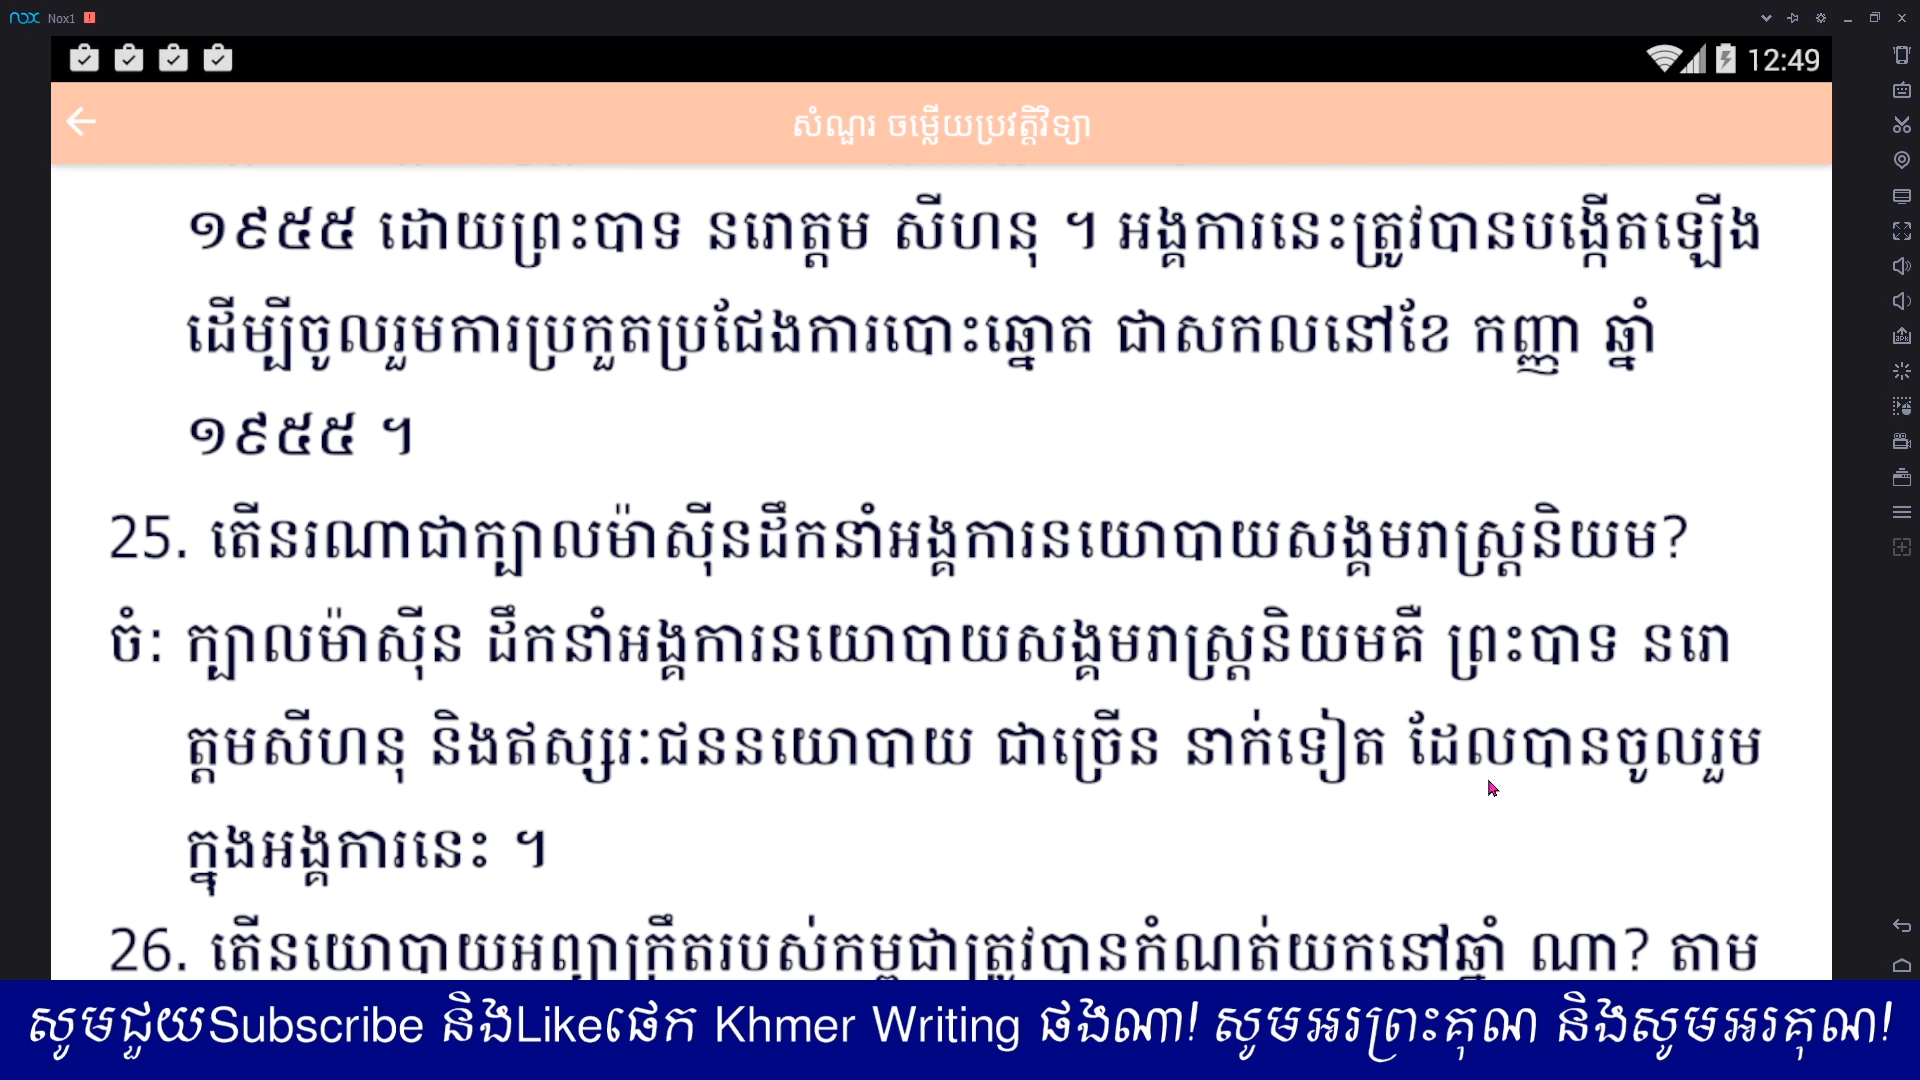 Nox1
12:49
សំណួរ ចម្លើយប្រវត្តិវិទ្យា
១៩៥៥ ដោយព្រះបាទ នរោត្តម សីហនុ ។ អង្គការនេះត្រូវបានបង្កើតឡើង
ដើម្បីចូលរួមការប្រកួតប្រជែងការបោះឆ្នោត ជាសកលនៅខែ កញ្ញា ឆ្នាំ
១៩៥៥ ។
25. តើនរណាជាក្បាលម៉ាស៊ីនដឹកនាំអង្គការនយោបាយសង្គមរាស្ត្រនិយម?
ចំ: ក្បាលម៉ាស៊ីន ដឹកនាំអង្គការនយោបាយសង្គមរាស្ត្រនិយមគឺ ព្រះបាទ នរោ
ត្តមសីហនុ និងឥស្សរៈជននយោបាយ ជាច្រើន នាក់ទៀត ដែលបានចូលរួម
ក្នុងអង្គការនេះ ។
26. តើនយោបាយអព្យាក្រឹតរបស់កម្ពុជាត្រូវបានកំណត់យកនៅឆ្នាំ ណា? តាម
សូមជួយSubscribe និងLikeផេក Khmer Writing ផងណា! សូមអរព្រះគុណ និងសូមអរគុណ!